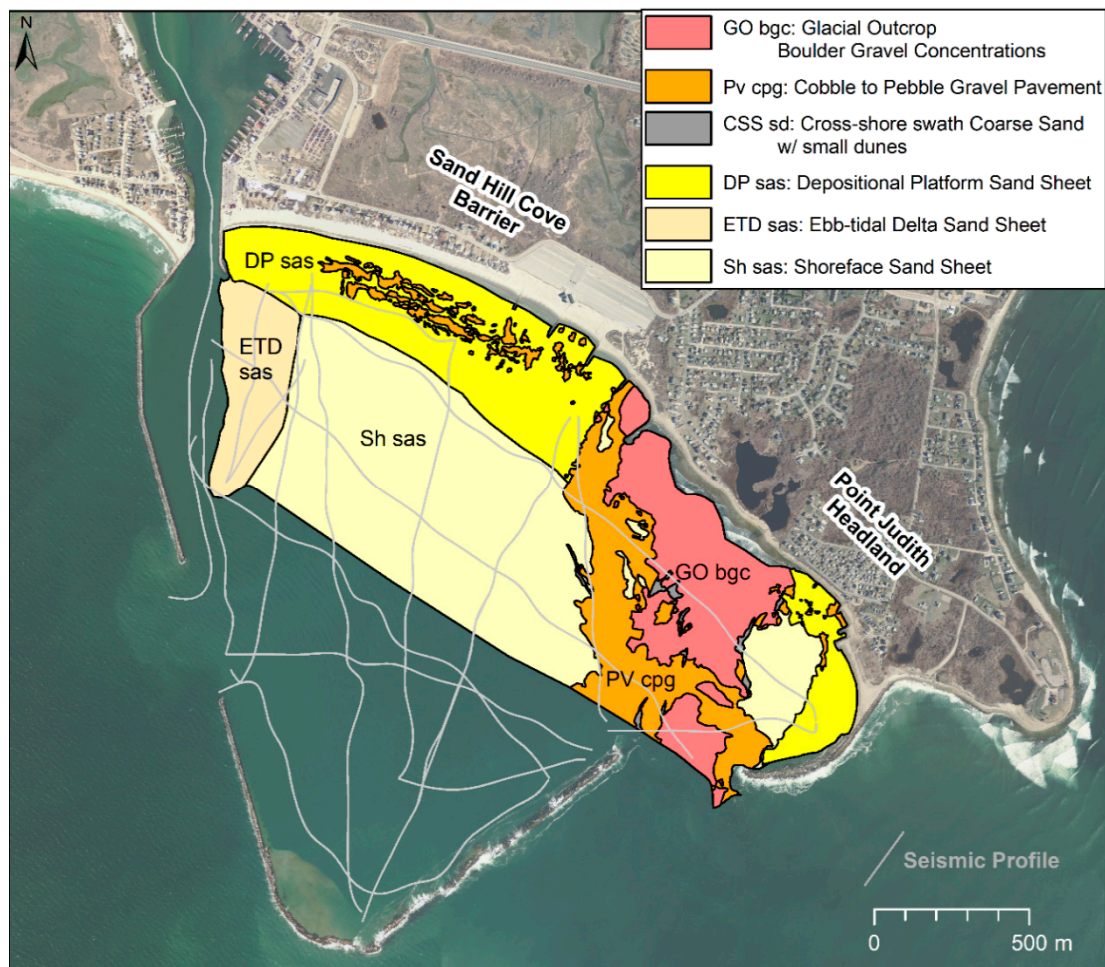 N
GO bgc: Glacial Outcrop
Boulder Gravel Concentrations
Pv cpg: Cobble to Pebble Gravel Pavement
CSS sd: Cross-shore swath Coarse Sand
w/ small dunes
DP sas: Depositional Platform Sand Sheet
ETD sas: Ebb-tidal Delta Sand Sheet
Sh sas: Shoreface Sand Sheet
Sand Hill Cove
Barrier
DP sas
ETD
sas
Sh sas
GO bgc
Point Judith
Headland
PV cpg
Seismic Profile
0 500 m